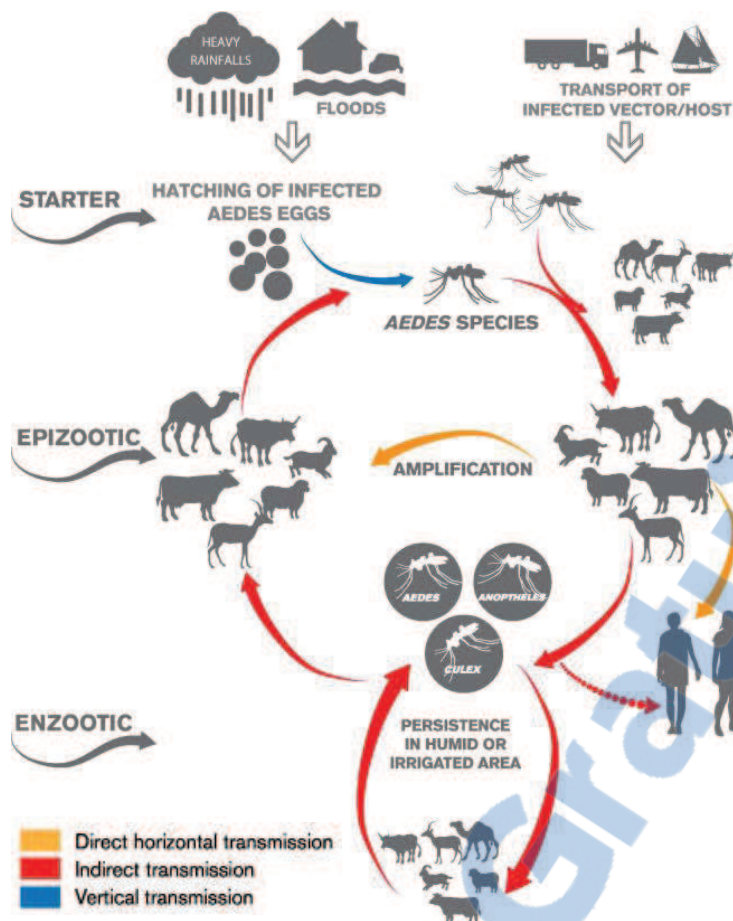 HEAVY
RAINFALLS
FLOODS
TRANSPORT OF
INFECTED VECTOR/HOST
STARTER
HATCHING OF INFECTED
AEDES EGGS
AEDES SPECIES
EPIZOOTIC
AMPLIFICATION
AEDES
ANOPTHELES
CULEX
ENZOOTIC
PERSISTENCE
IN HUMID OR
IRRIGATED AREA
Direct horizontal transmission
Indirect transmission
Vertical transmission